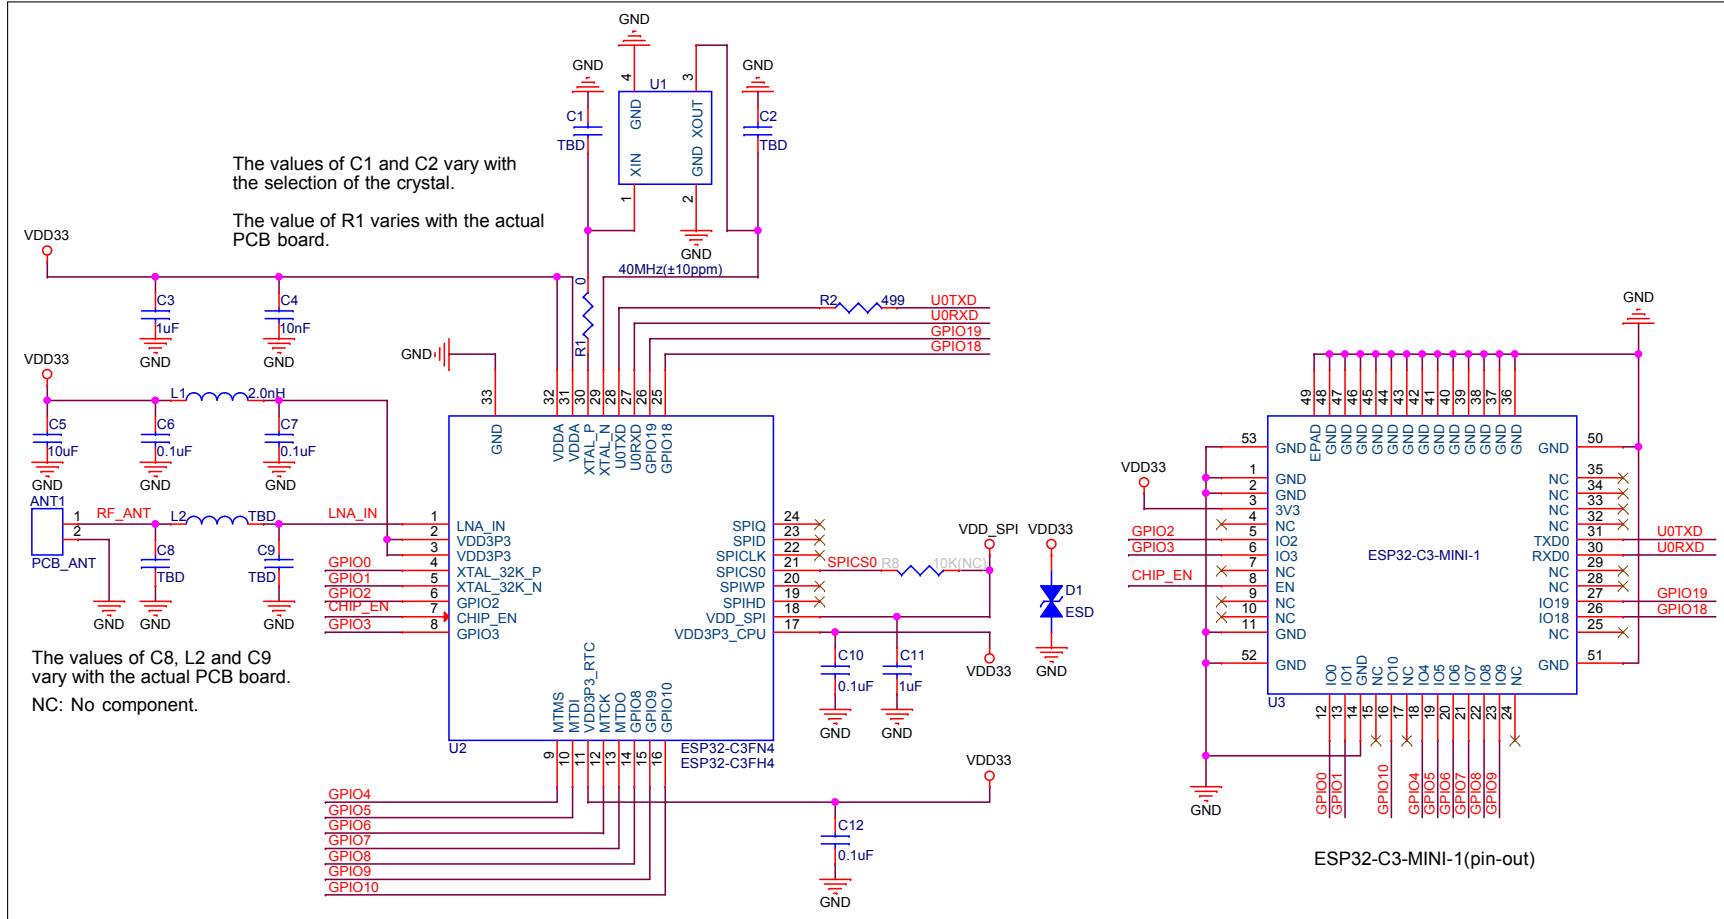 GND
GND
GND
4
3
U1
GND
XOUT
XIN
GND
1
2
GND
C1
TBD
C2
TBD
The values of C1 and C2 vary with
the selection of the crystal.
The value of R1 varies with the actual
PCB board.
VDD33
40MHz(±10ppm)
C3
1uF
GND
C4
10nF
GND
0
R1
R2
499
U0TXD
U0RXD
GPIO19
GPIO18
GND
VDD33
L1
2.0nH
C5
10uF
GND
C6
0.1uF
GND
C7
0.1uF
GND
ANT1
1
2
PCB_ANT
RF_ANT
L2
TBD
LNA_IN
C8
TBD
C9
TBD
GND
GND
GND
The values of C8, L2 and C9
vary with the actual PCB board.
NC: No component.
33
32
31
30
29
28
27
26
25
GND
VDDA
VDDA
XTAL_P
XTAL_N
U0TXD
U0RXD
GPIO19
GPIO18
1 LNA_IN
2 VDD3P3
3 VDD3P3
GPIO0 4 XTAL_32K_P
GPIO1 5 XTAL_32K_N
GPIO2 6 GPIO2
CHIP_EN 7 CHIP_EN
GPIO3 8 GPIO3
SPIQ 24
SPID 23
SPICLK 22
SPICS0 21 SPICS0 R8 10K(NC)
SPIWP 20
SPIHD 19
VDD_SPI 18
VDD3P3_CPU 17
VDD_SPI
VDD33
D1
ESD
GND
VDD33
C10
0.1uF
GND
C11
1uF
GND
MTMS
MTDI
VDD3P3_RTC
MTCK
MTDO
GPIO8
GPIO9
GPIO10
U2
ESP32-C3FN4
ESP32-C3FH4
9
10
11
12
13
14
15
16
GPIO4
GPIO5
GPIO6
GPIO7
GPIO8
GPIO9
GPIO10
VDD33
C12
0.1uF
GND
GND
49
48
47
46
45
44
43
42
41
40
39
38
37
36
EPAD
GND
GND
GND
GND
GND
GND
GND
GND
GND
GND
GND
GND
GND
VDD33
53 GND
1 GND
2 GND
3 3V3
4 NC
GPIO2 5 IO2
GPIO3 6 IO3
7 NC
CHIP_EN 8 EN
9 NC
10 NC
11 GND
52 GND
ESP32-C3-MINI-1
GND 50
NC 35
NC 34
NC 33
NC 32
TXD0 31 U0TXD
RXD0 30 U0RXD
NC 29
NC 28
IO19 27 GPIO19
IO18 26 GPIO18
NC 25
GND 51
IO0
IO1
GND
NC
IO10
NC
IO4
IO5
IO6
IO7
IO8
IO9
NC
U3
12
13
14
15
16
17
18
19
20
21
22
23
24
GPIO0
GPIO1
GPIO10
GPIO4
GPIO5
GPIO6
GPIO7
GPIO8
GPIO9
GND
ESP32-C3-MINI-1(pin-out)